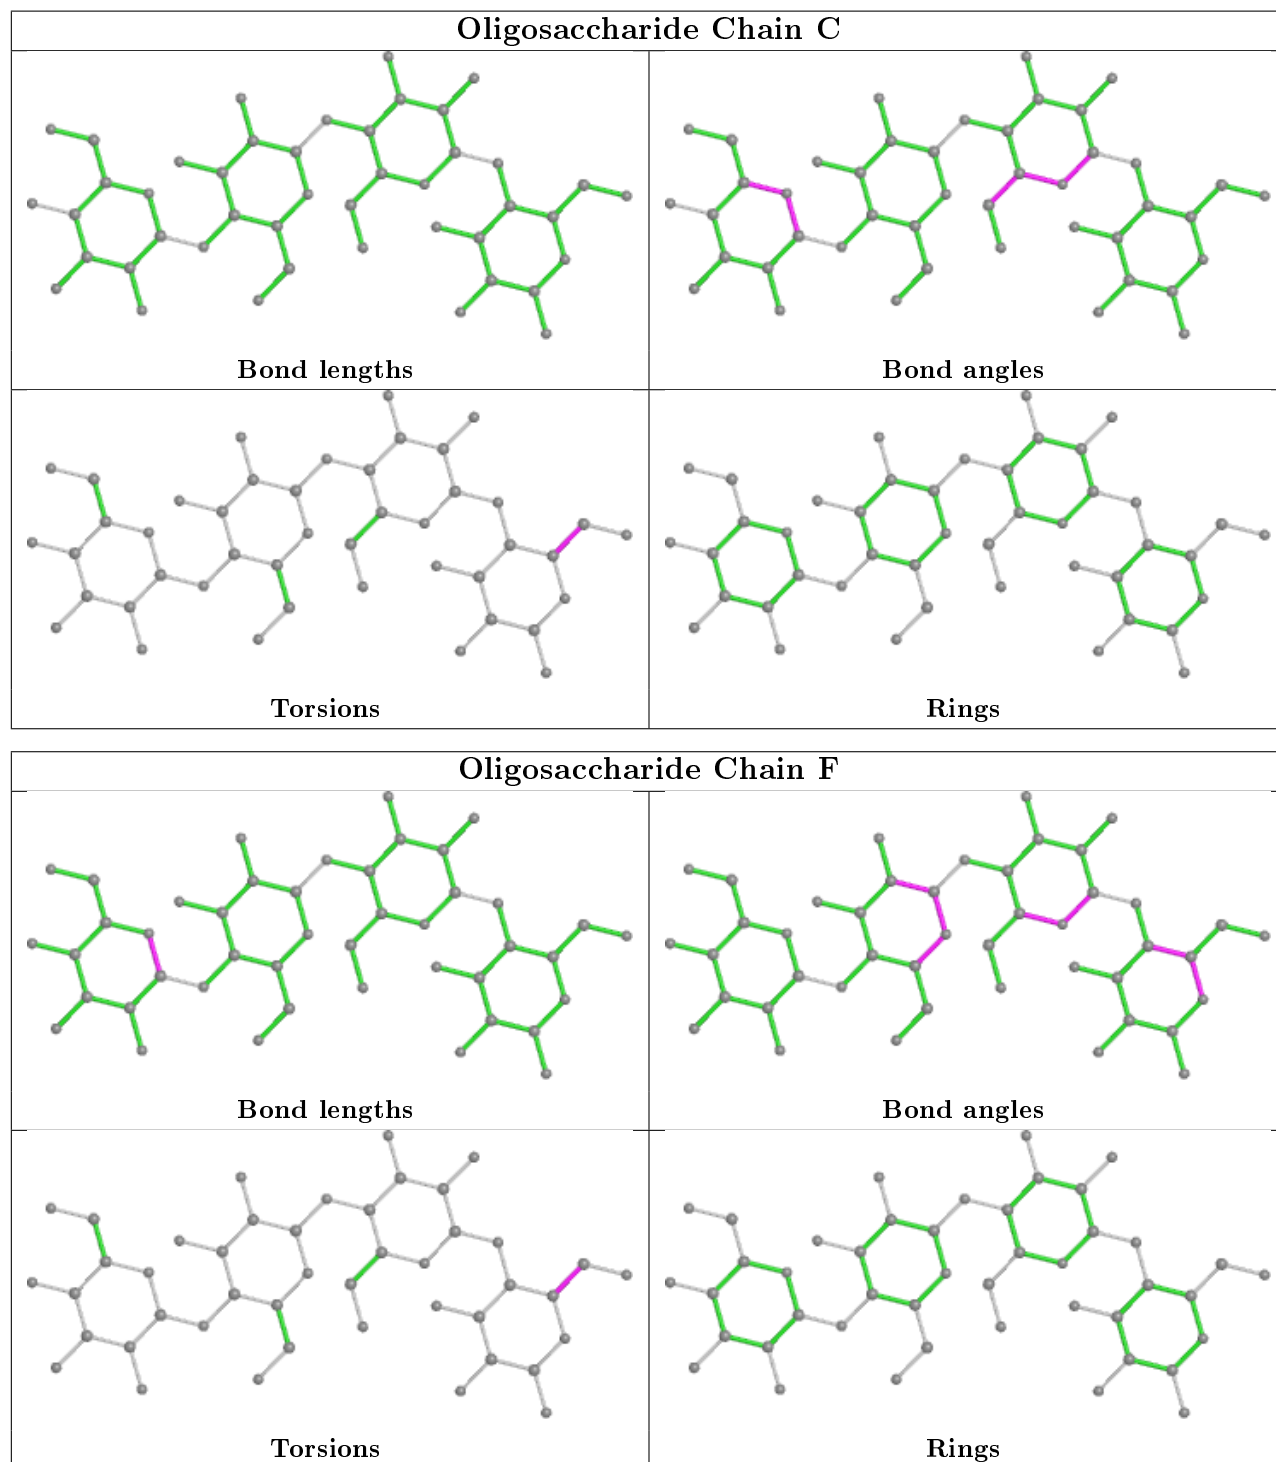 Oligosaccharide Chain C
Bond lengths
Bond angles
Torsions
Rings
Oligosaccharide Chain F
Bond lengths
Bond angles
Torsions
Rings